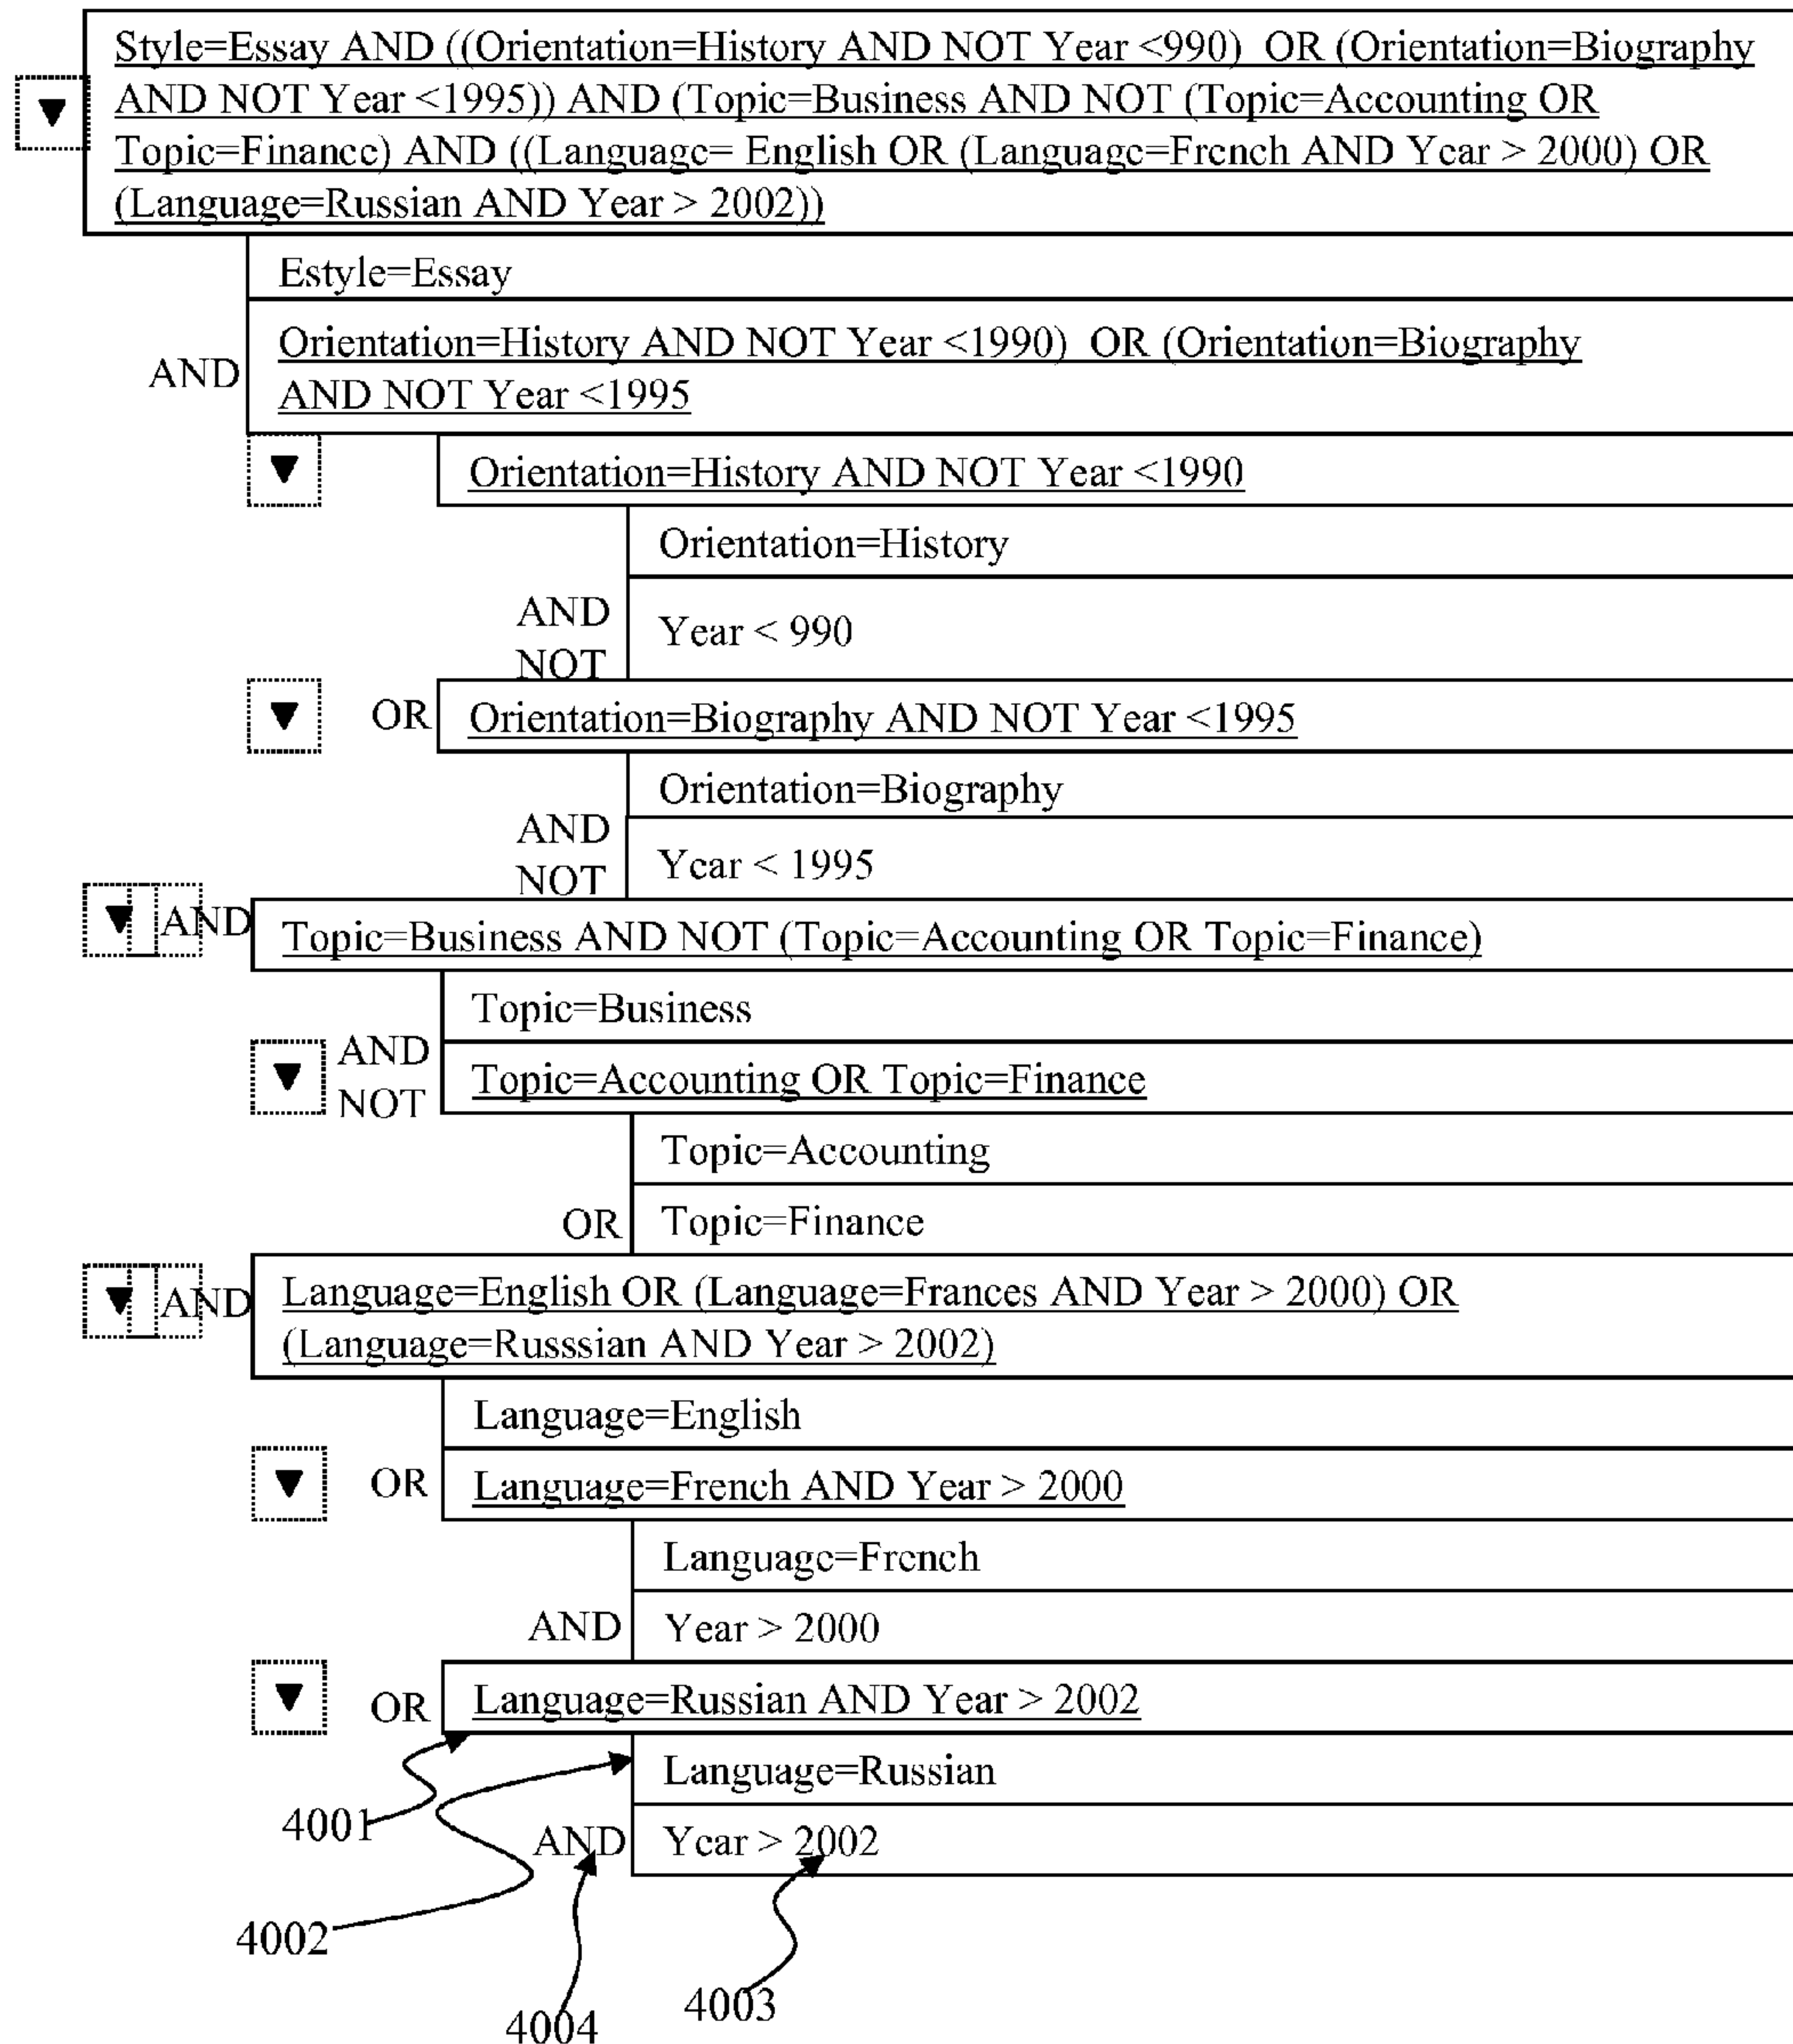 Style=Essay AND ((Orientation=History AND NOT Year <990)  OR (Orientation=Biography
AND NOT Year <1995)) AND (Topic=Business AND NOT (Topic=Accounting OR
Topic=Finance) AND ((Language= English OR (Language=French AND Year > 2000) OR
(Language=Russian AND Year > 2002))
Estyle=Essay
AND
Orientation=History AND NOT Year <1990)  OR (Orientation=Biography
AND NOT Year <1995
Orientation=History AND NOT Year <1990
Orientation=History
AND
NOT
Year < 990
OR
Orientation=Biography AND NOT Year <1995
Orientation=Biography
AND
NOT
Year < 1995
AND
Topic=Business AND NOT (Topic=Accounting OR Topic=Finance)
Topic=Business
AND
NOT
Topic=Accounting OR Topic=Finance
Topic=Accounting
OR
Topic=Finance
AND
Language=English OR (Language=Frances AND Year > 2000) OR
(Language=Russsian AND Year > 2002)
Language=English
OR
Language=French AND Year > 2000
Language=French
AND
Year > 2000
OR
Language=Russian AND Year > 2002
Language=Russian
4001
AND
Year > 2002
4002
4003
4004